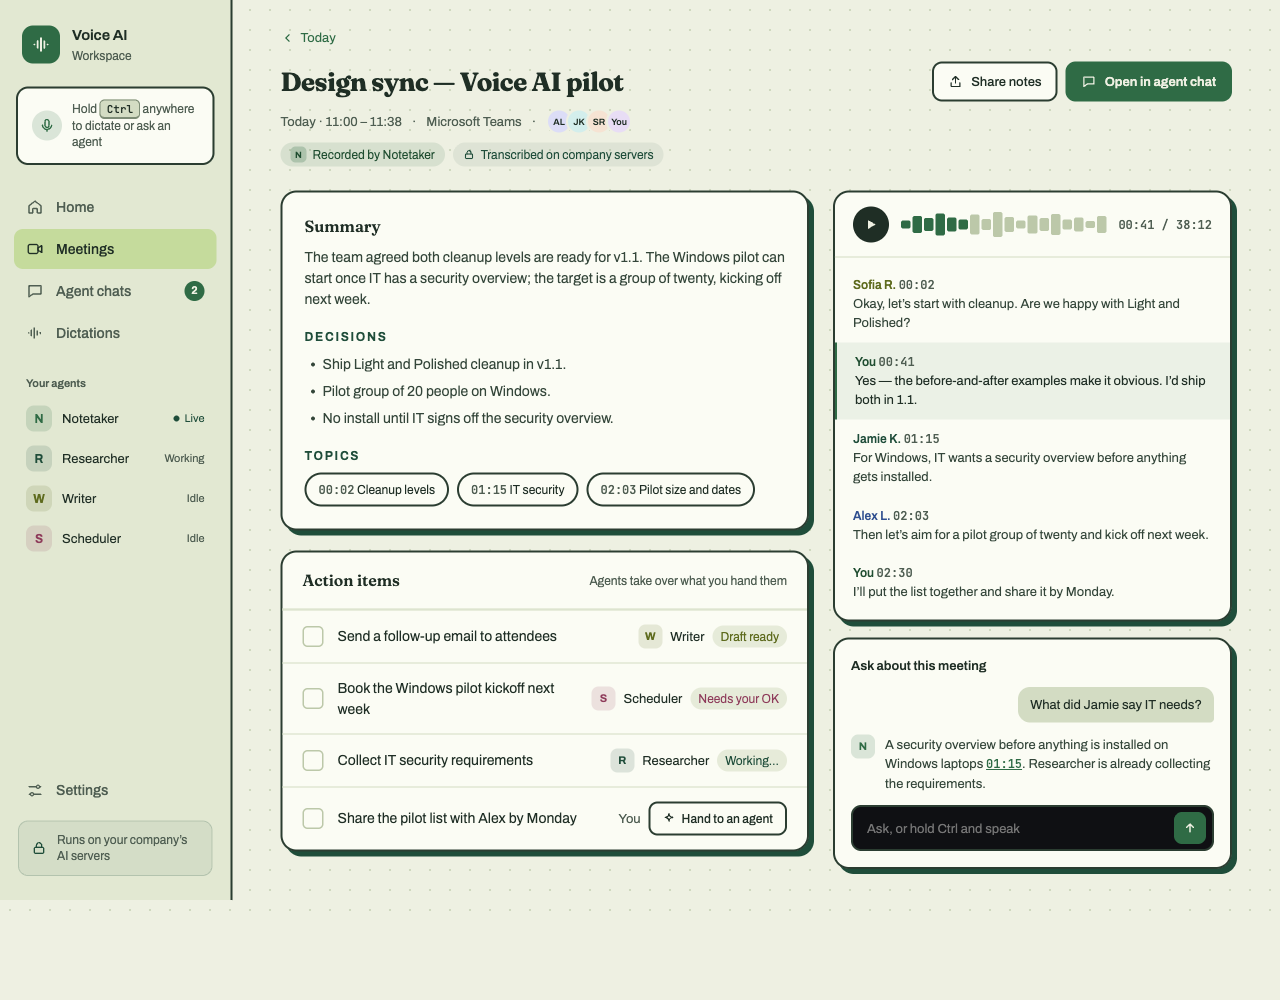 Voice AI
Workspace
Hold Ctrl anywhere
to dictate or ask an
agent
Home
Meetings
Agent chats 2
Dictations
Your agents
N Notetaker Live
R Researcher Working
W Writer Idle
S Scheduler Idle
Settings
Runs on your company's
AI servers
Today
Design sync — Voice AI pilot
Share notes
Open in agent chat
Today · 11:00 – 11:38 · Microsoft Teams · AL JK SR You
N Recorded by Notetaker
Transcribed on company servers
Summary
The team agreed both cleanup levels are ready for v1.1. The Windows pilot can
start once IT has a security overview; the target is a group of twenty, kicking off
next week.
DECISIONS
• Ship Light and Polished cleanup in v1.1.
• Pilot group of 20 people on Windows.
• No install until IT signs off the security overview.
TOPICS
00:02 Cleanup levels
01:15 IT security
02:03 Pilot size and dates
Action items
Agents take over what you hand them
Send a follow-up email to attendees W Writer Draft ready
Book the Windows pilot kickoff next
week
S Scheduler Needs your OK
Collect IT security requirements R Researcher Working…
Share the pilot list with Alex by Monday You Hand to an agent
00:41 / 38:12
Sofia R. 00:02
Okay, let’s start with cleanup. Are we happy with Light and
Polished?
You 00:41
Yes — the before-and-after examples make it obvious. I’d ship
both in 1.1.
Jamie K. 01:15
For Windows, IT wants a security overview before anything
gets installed.
Alex L. 02:03
Then let’s aim for a pilot group of twenty and kick off next week.
You 02:30
I’ll put the list together and share it by Monday.
Ask about this meeting
What did Jamie say IT needs?
N A security overview before anything is installed on
Windows laptops 01:15. Researcher is already collecting
the requirements.
Ask, or hold Ctrl and speak